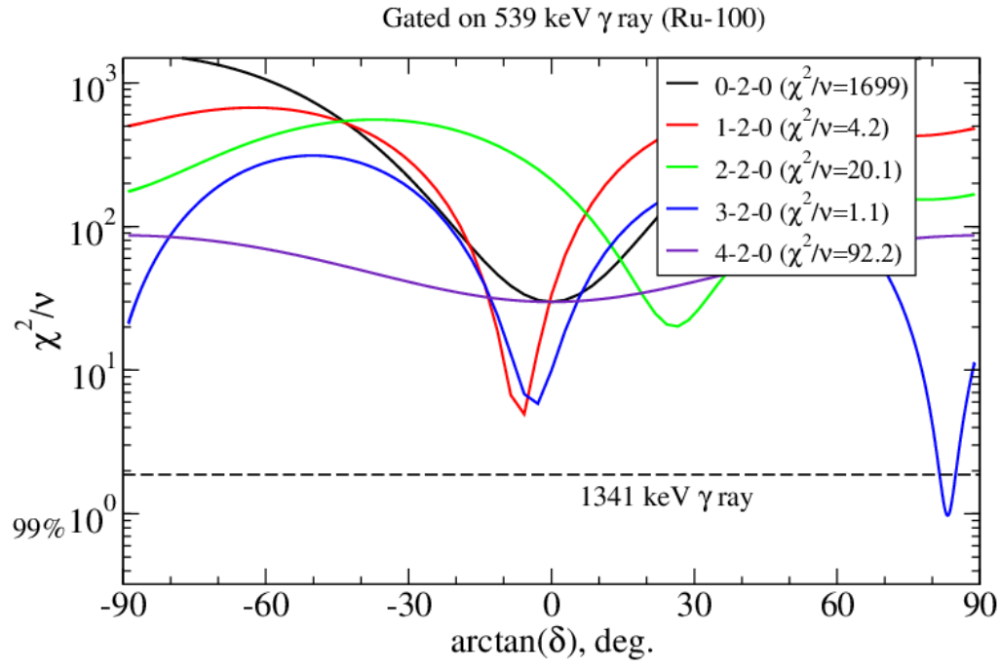 Gated on 539 keV γ ray (Ru-100)
χ²/ν
10³
10²
10¹
10⁰
99%
0-2-0 (χ²/ν=1699)
1-2-0 (χ²/ν=4.2)
2-2-0 (χ²/ν=20.1)
3-2-0 (χ²/ν=1.1)
4-2-0 (χ²/ν=92.2)
1341 keV γ ray
-90 -60 -30 0 30 60 90
arctan(δ), deg.